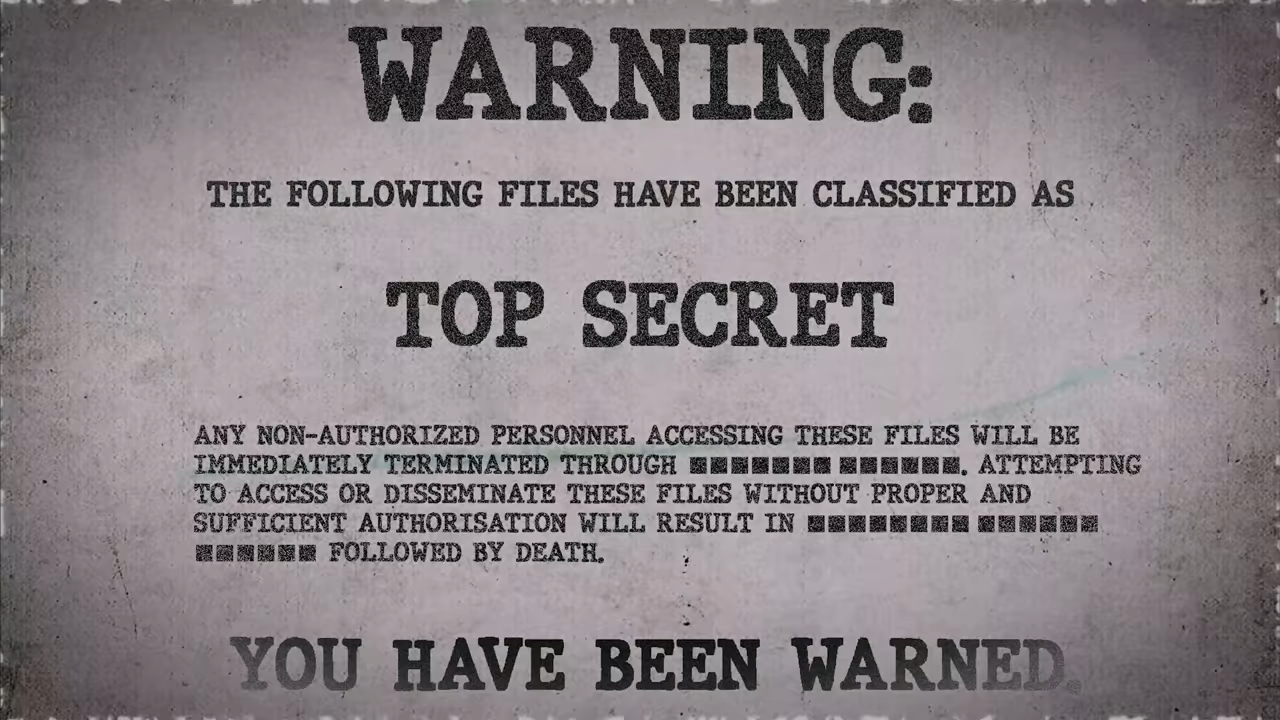 WARNING:
THE FOLLOWING FILES HAVE BEEN CLASSIFIED AS
TOP SECRET
ANY NON-AUTHORIZED PERSONNEL ACCESSING THESE FILES WILL BE
IMMEDIATELY TERMINATED THROUGH ■■■■■■■ ■■■■■■. ATTEMPTING
TO ACCESS OR DISSEMINATE THESE FILES WITHOUT PROPER AND
SUFFICIENT AUTHORISATION WILL RESULT IN ■■■■■■■■ ■■■■■■
■■■■■■ FOLLOWED BY DEATH.
YOU HAVE BEEN WARNED.